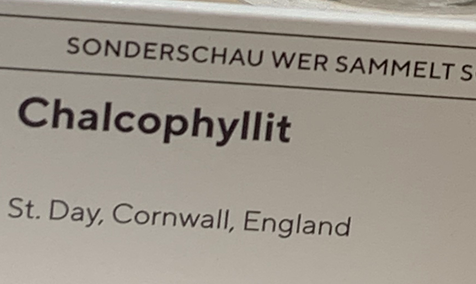 SONDERSCHAU WER SAMMELT S
Chalcophyllit
St. Day, Cornwall, England